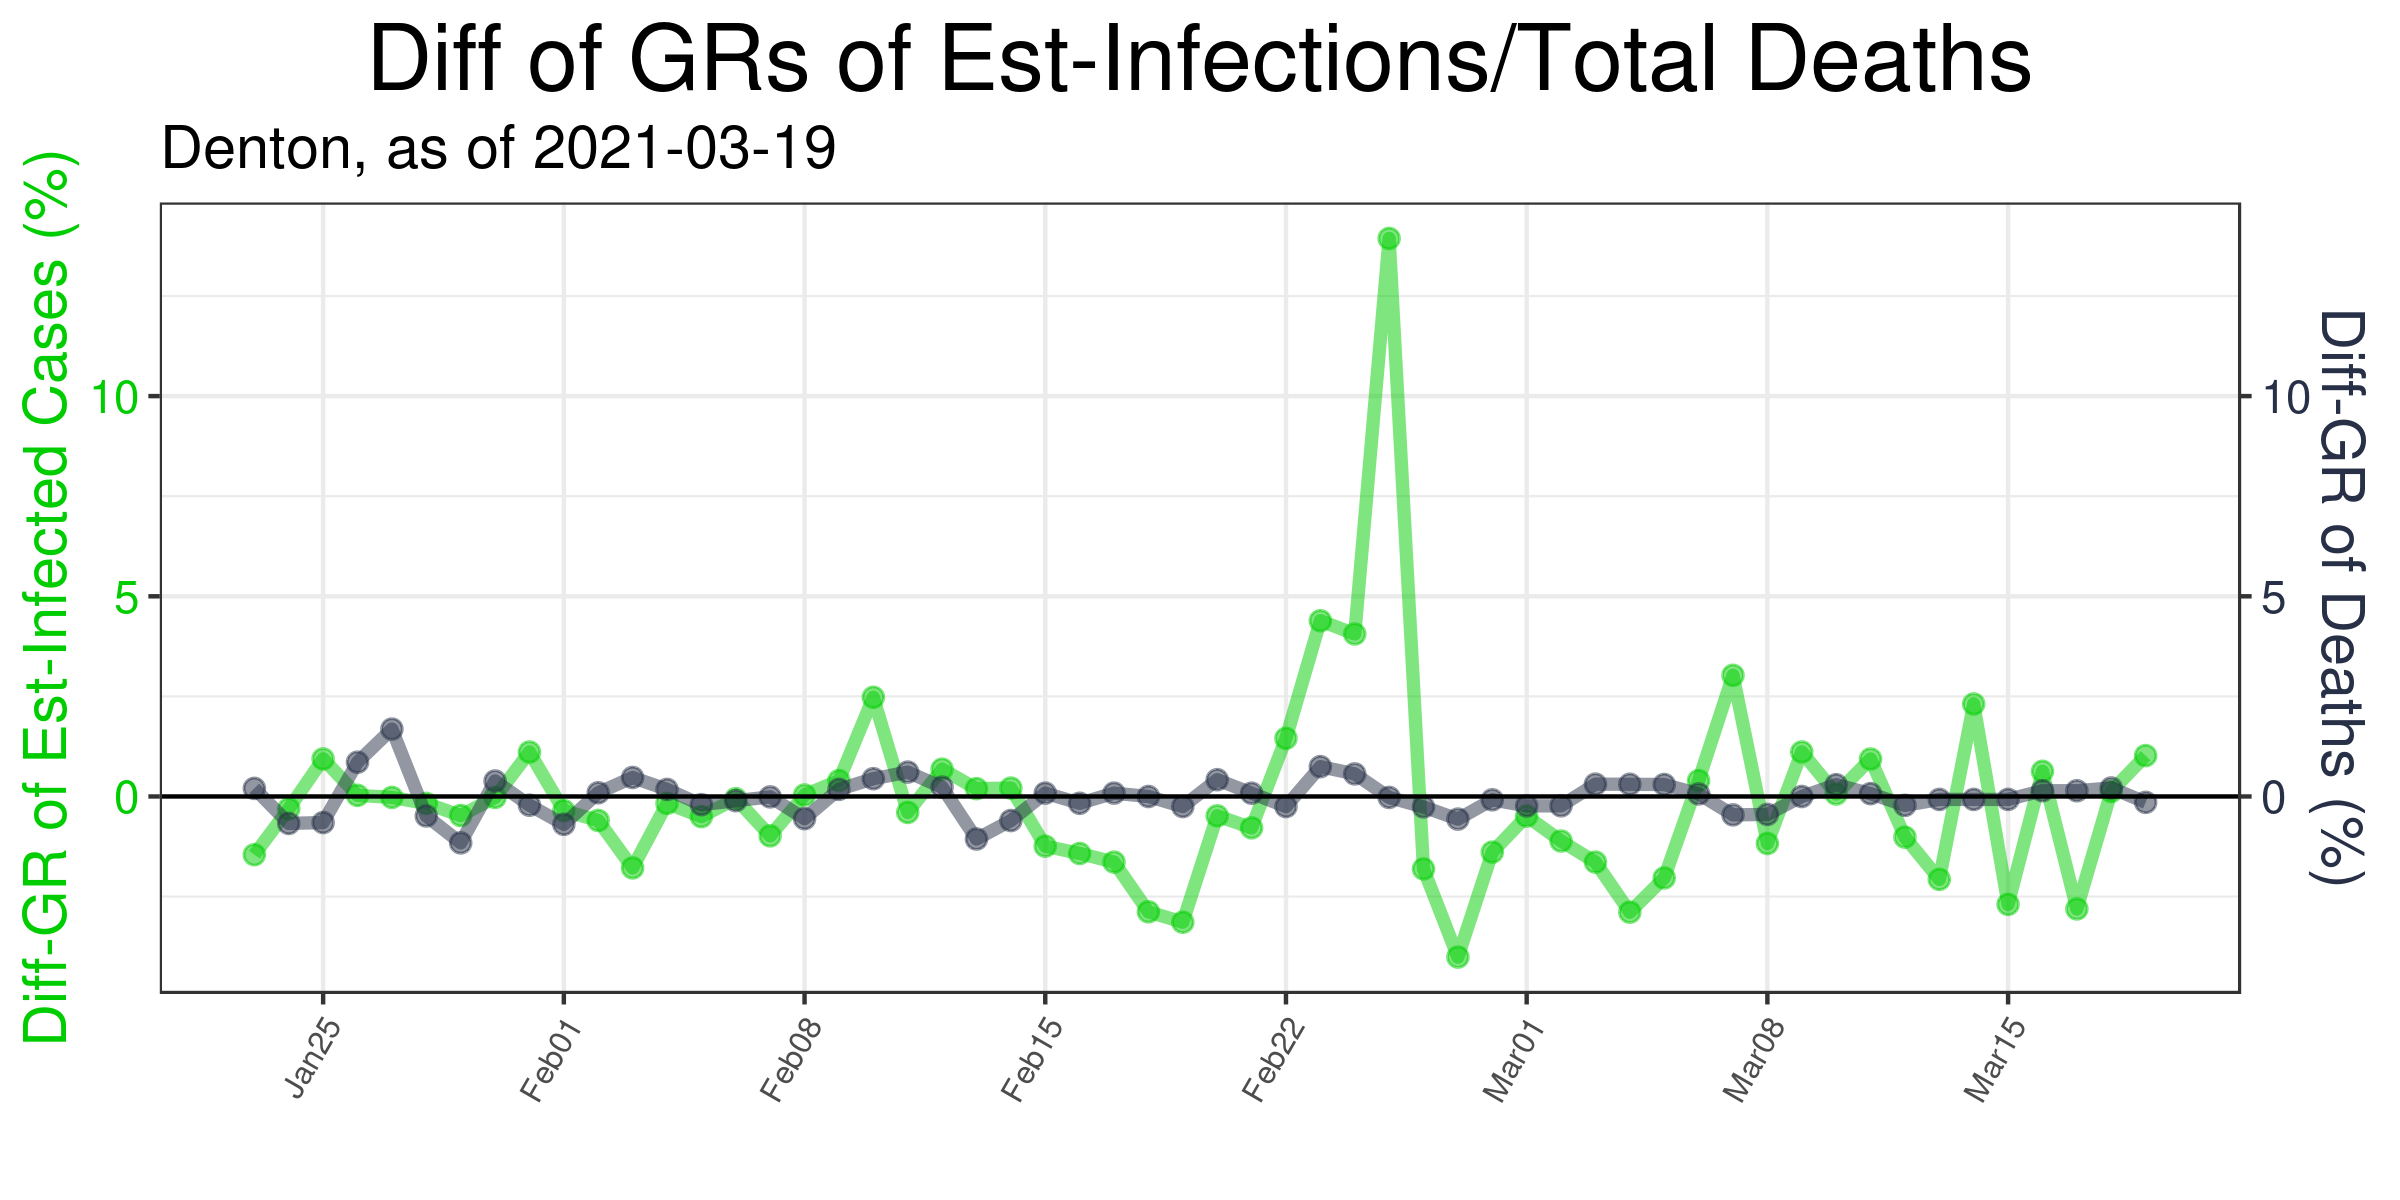 Diff of GRs of Est-Infections/Total Deaths
Denton, as of 2021-03-19
Diff-GR of Est-Infected Cases (%)
10
5
0
10
5
0
Diff-GR of Deaths (%)
Jan25
Feb01
Feb08
Feb15
Feb22
Mar01
Mar08
Mar15